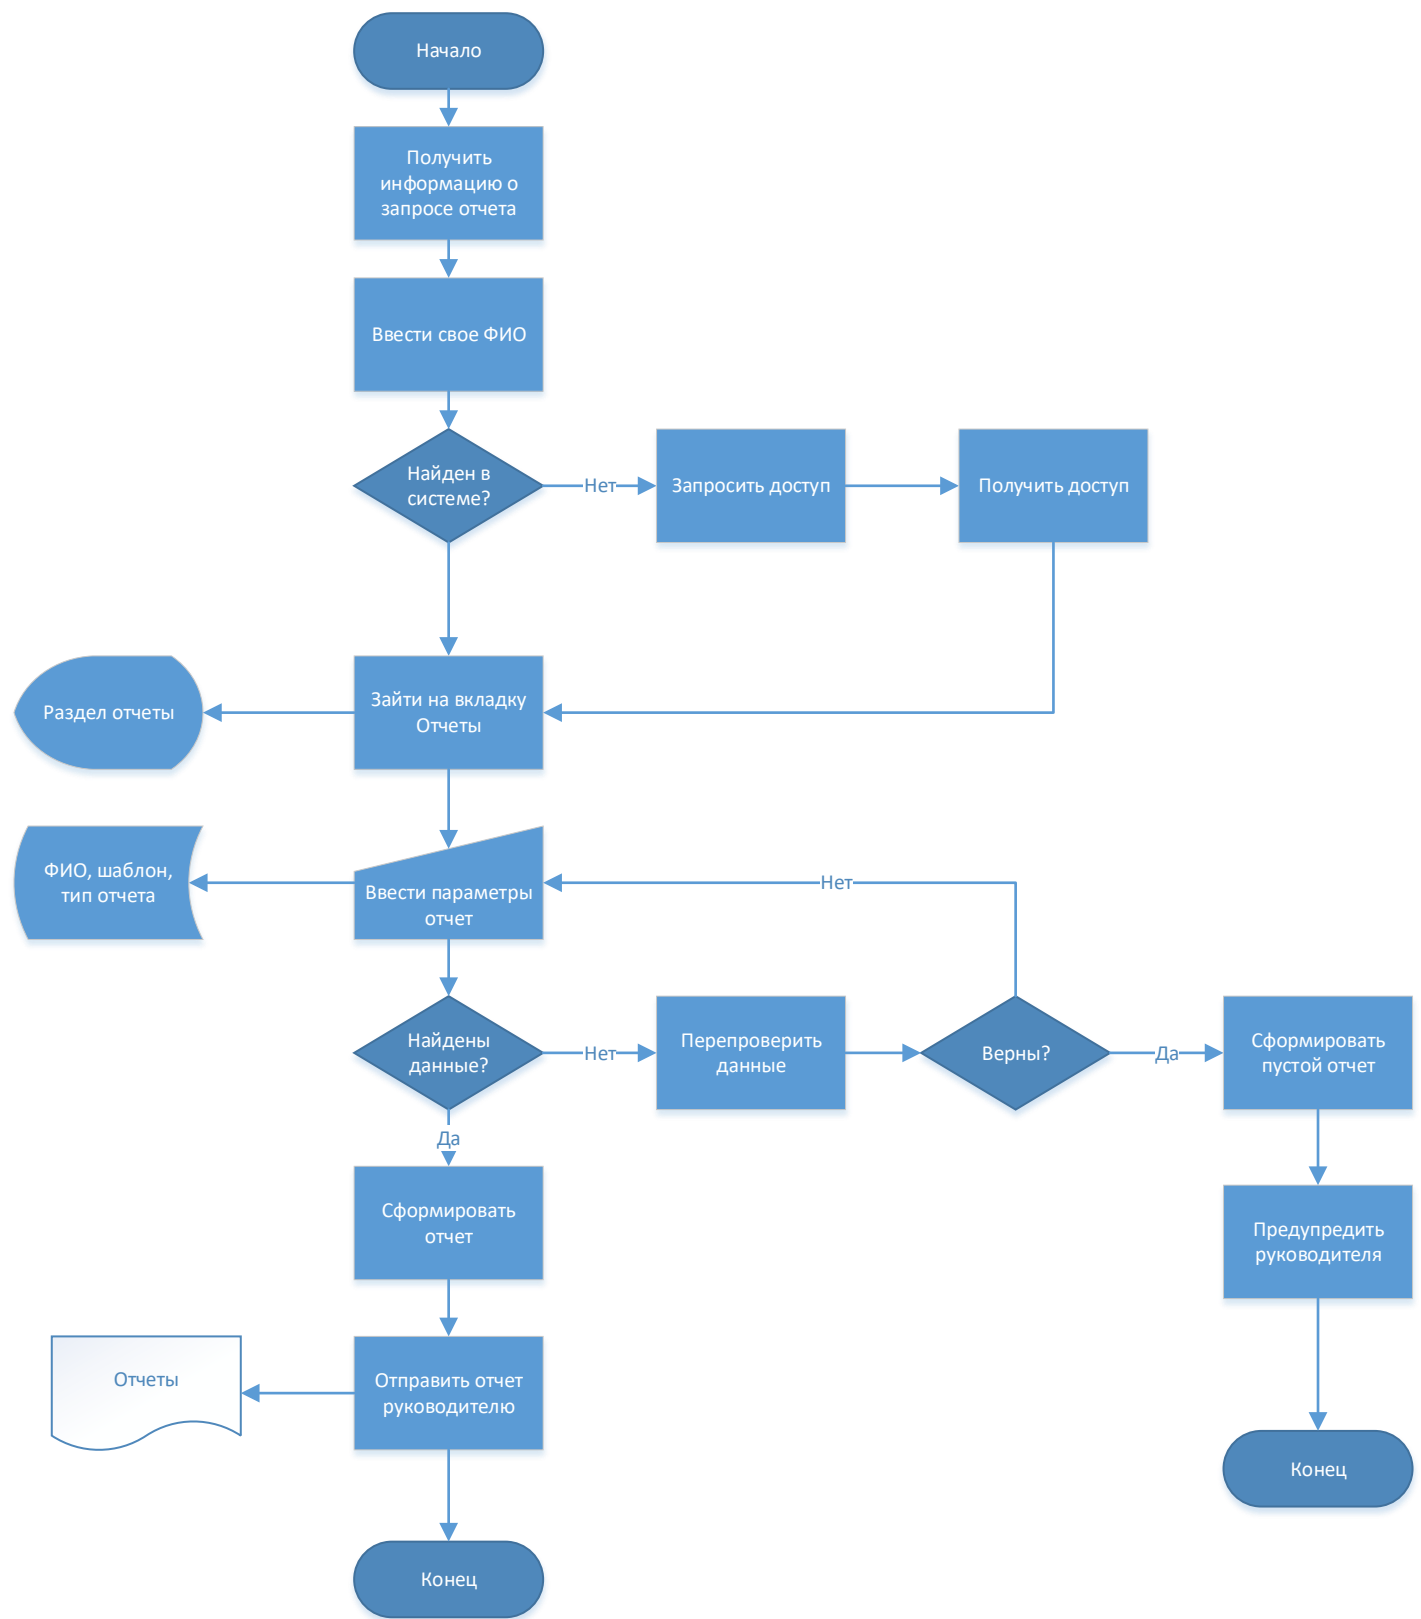 Начало
Получить
информацию о
запросе отчета
Ввести свое ФИО
Найден в
системе?
Нет
Запросить доступ
Получить доступ
Раздел отчеты
Зайти на вкладку
Отчеты
ФИО, шаблон,
тип отчета
Ввести параметры
отчет
Нет
Найдены
данные?
Нет
Перепроверить
данные
Верны?
Да
Сформировать
пустой отчет
Да
Сформировать
отчет
Предупредить
руководителя
Отчеты
Отправить отчет
руководителю
Конец
Конец